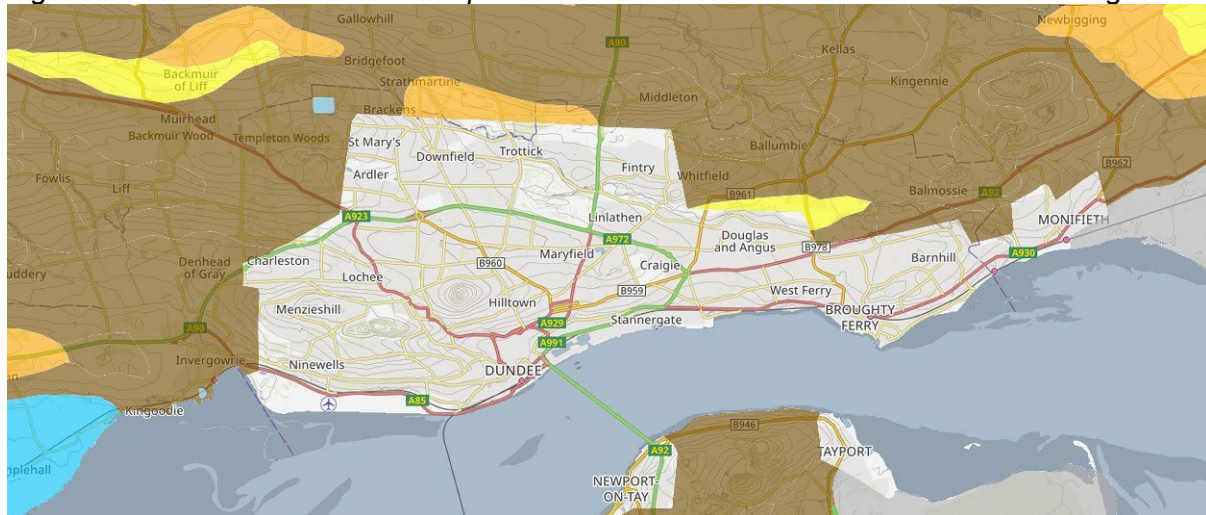 Gallowhill
Newbigging
A90
Kellas
Bridgefoot
Backmuir
of Liff
Strathmartine
Kingennie
Middleton
Brackens
Muirhead
Backmuir Wood
Templeton Woods
St Mary's
Trottick
Ballumbie
Downfield
B962
Fintry
Ardler
Whitfield
Fowlis
Liff
B961
Balmossie
A92
A923
Linlathen
MONIFIETH
A972
Douglas
and Angus
B978
A930
Maryfield
Barnhill
Denhead
of Gray
Charleston
B960
Craigie
Lochee
B959
West Ferry
Menzieshill
Hilltown
BROUGHTY
FERRY
Stannergate
A90
A929
A991
Invergowrie
Ninewells
DUNDEE
A85
Kingoodie
B946
A92
TAYPORT
NEWPORT-
ON-TAY